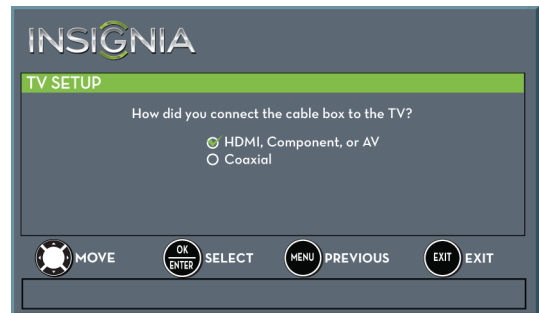 INSIGNIA
TV SETUP
How did you connect the cable box to the TV?
HDMI, Component, or AV
Coaxial
MOVE
OK
ENTER
SELECT
MENU
PREVIOUS
EXIT
EXIT